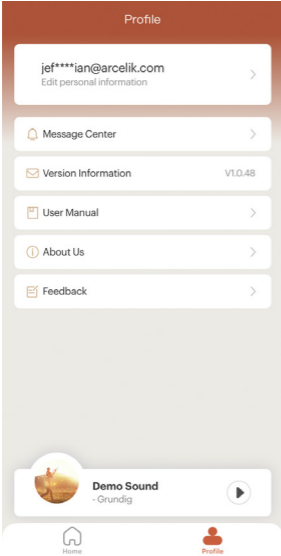 Profile
jef****ian@arcelik.com
Edit personal information
Message Center
Version Information V1.0.48
User Manual
About Us
Feedback
Demo Sound
- Grundig
Home Profile